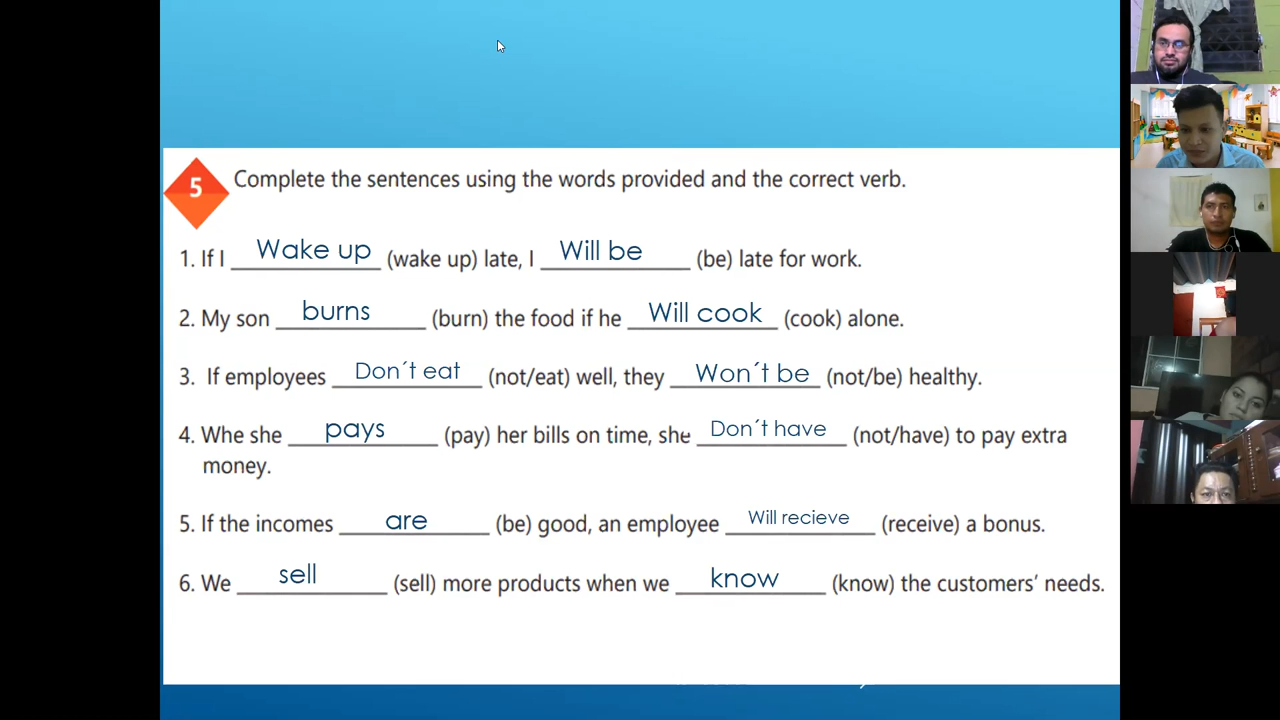 5 Complete the sentences using the words provided and the correct verb.
1. If I Wake up (wake up) late, I Will be (be) late for work.
2. My son burns (burn) the food if he Will cook (cook) alone.
3. If employees Don´t eat (not/eat) well, they Won´t be (not/be) healthy.
4. Whe she pays (pay) her bills on time, she Don´t have (not/have) to pay extra
money.
5. If the incomes are (be) good, an employee Will recieve (receive) a bonus.
6. We sell (sell) more products when we know (know) the customers’ needs.